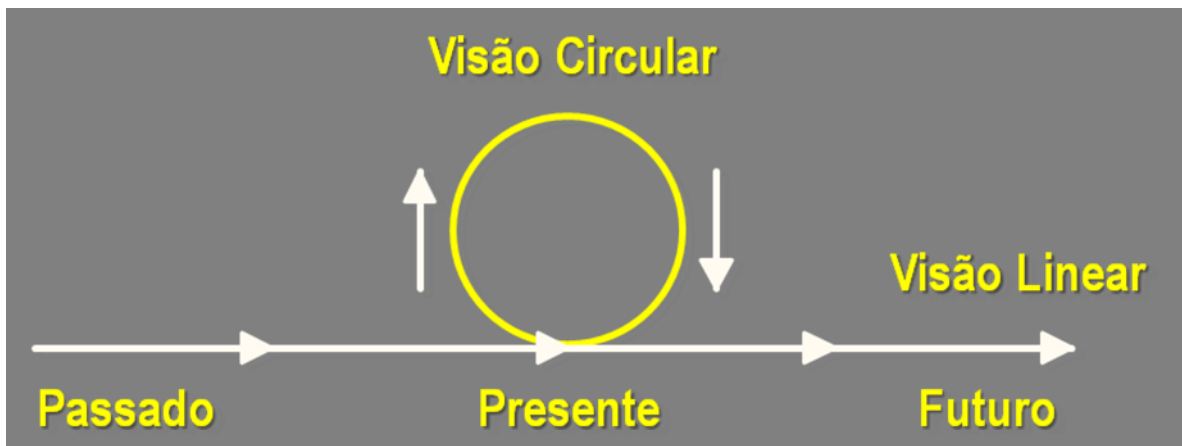 Visão Circular
Visão Linear
Passado
Presente
Futuro